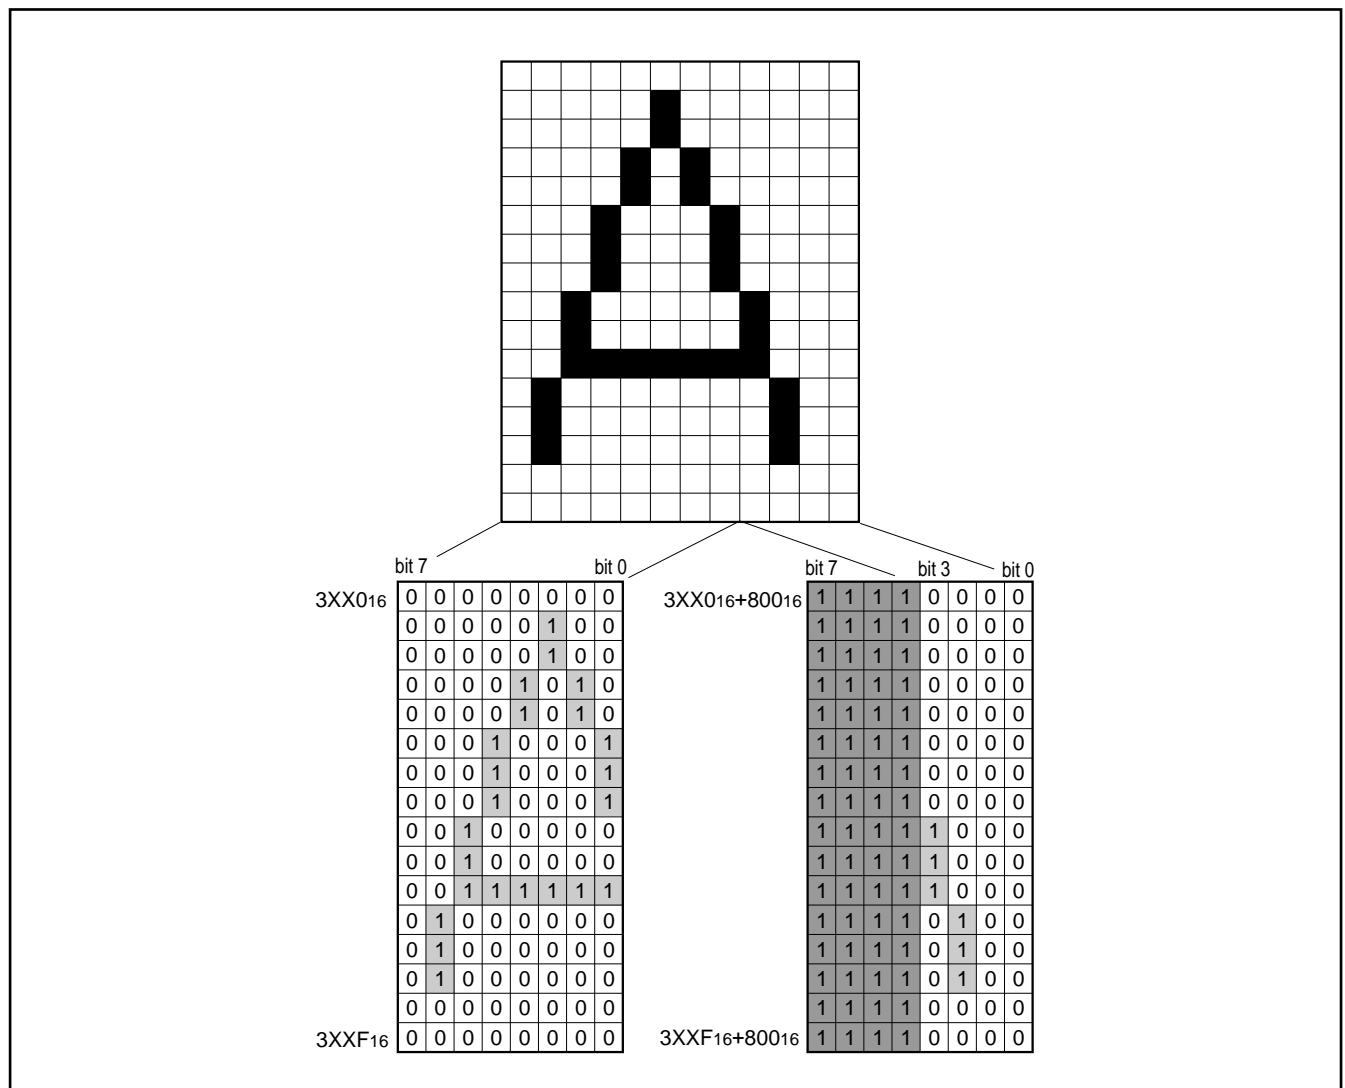 bit 7 bit 0 bit 7 bit 3 bit 0
3XX016 0 0 0 0 0 0 0 0 3XX016+80016 1 1 1 1 0 0 0 0
0 0 0 0 0 1 0 0 1 1 1 1 0 0 0 0
0 0 0 0 0 1 0 0 1 1 1 1 0 0 0 0
0 0 0 0 1 0 1 0 1 1 1 1 0 0 0 0
0 0 0 0 1 0 1 0 1 1 1 1 0 0 0 0
0 0 0 1 0 0 0 1 1 1 1 1 0 0 0 0
0 0 0 1 0 0 0 1 1 1 1 1 0 0 0 0
0 0 0 1 0 0 0 1 1 1 1 1 0 0 0 0
0 0 1 0 0 0 0 0 1 1 1 1 1 0 0 0
0 0 1 0 0 0 0 0 1 1 1 1 1 0 0 0
0 0 1 1 1 1 1 1 1 1 1 1 1 0 0 0
0 1 0 0 0 0 0 0 1 1 1 1 0 1 0 0
0 1 0 0 0 0 0 0 1 1 1 1 0 1 0 0
0 1 0 0 0 0 0 0 1 1 1 1 0 1 0 0
0 0 0 0 0 0 0 0 1 1 1 1 0 0 0 0
3XXF16 0 0 0 0 0 0 0 0 3XXF16+80016 1 1 1 1 0 0 0 0